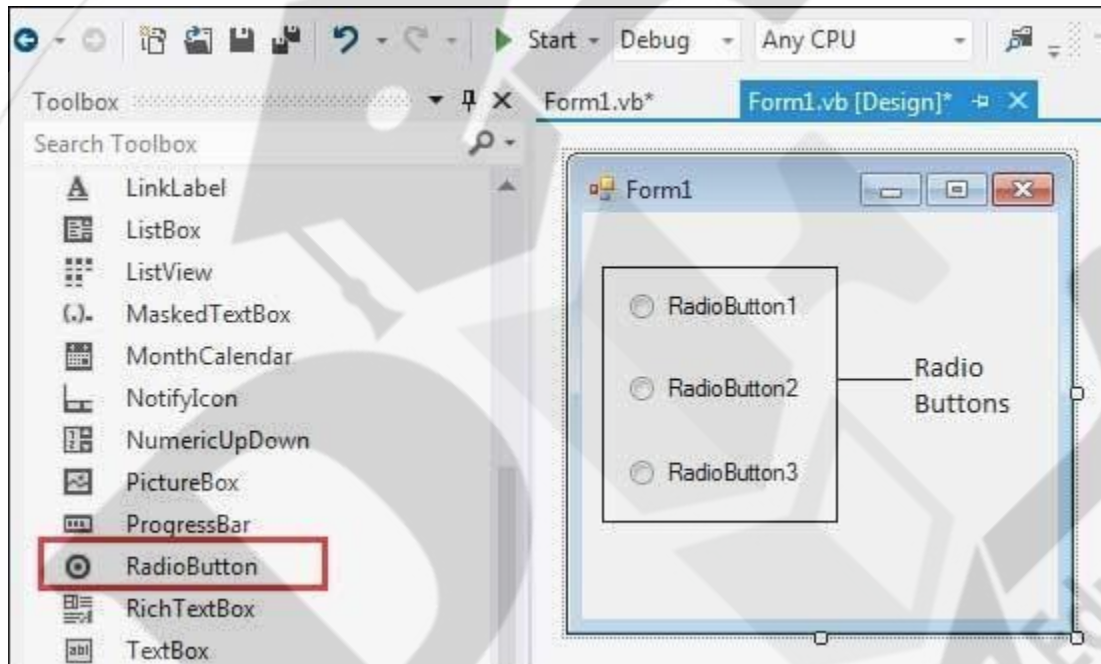 Start Debug Any CPU
Toolbox
Form1.vb* Form1.vb [Design]*
Search Toolbox
LinkLabel
ListBox
ListView
MaskedTextBox
MonthCalendar
NotifyIcon
NumericUpDown
PictureBox
ProgressBar
RadioButton
RichTextBox
TextBox
Form1
RadioButton1
RadioButton2
RadioButton3
Radio
Buttons